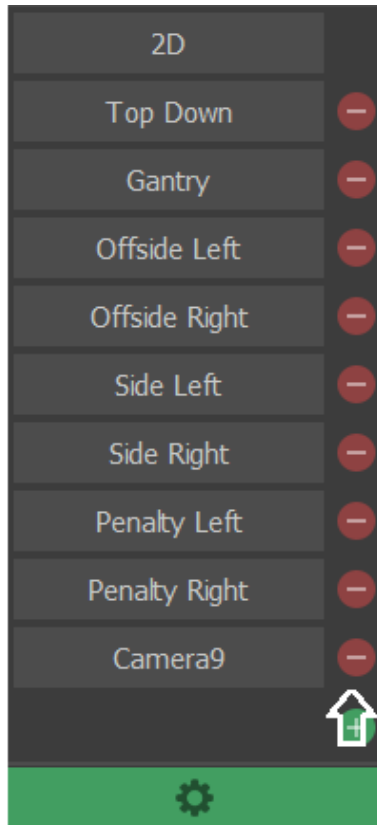 2D
Top Down
Gantry
Offside Left
Offside Right
Side Left
Side Right
Penalty Left
Penalty Right
Camera9